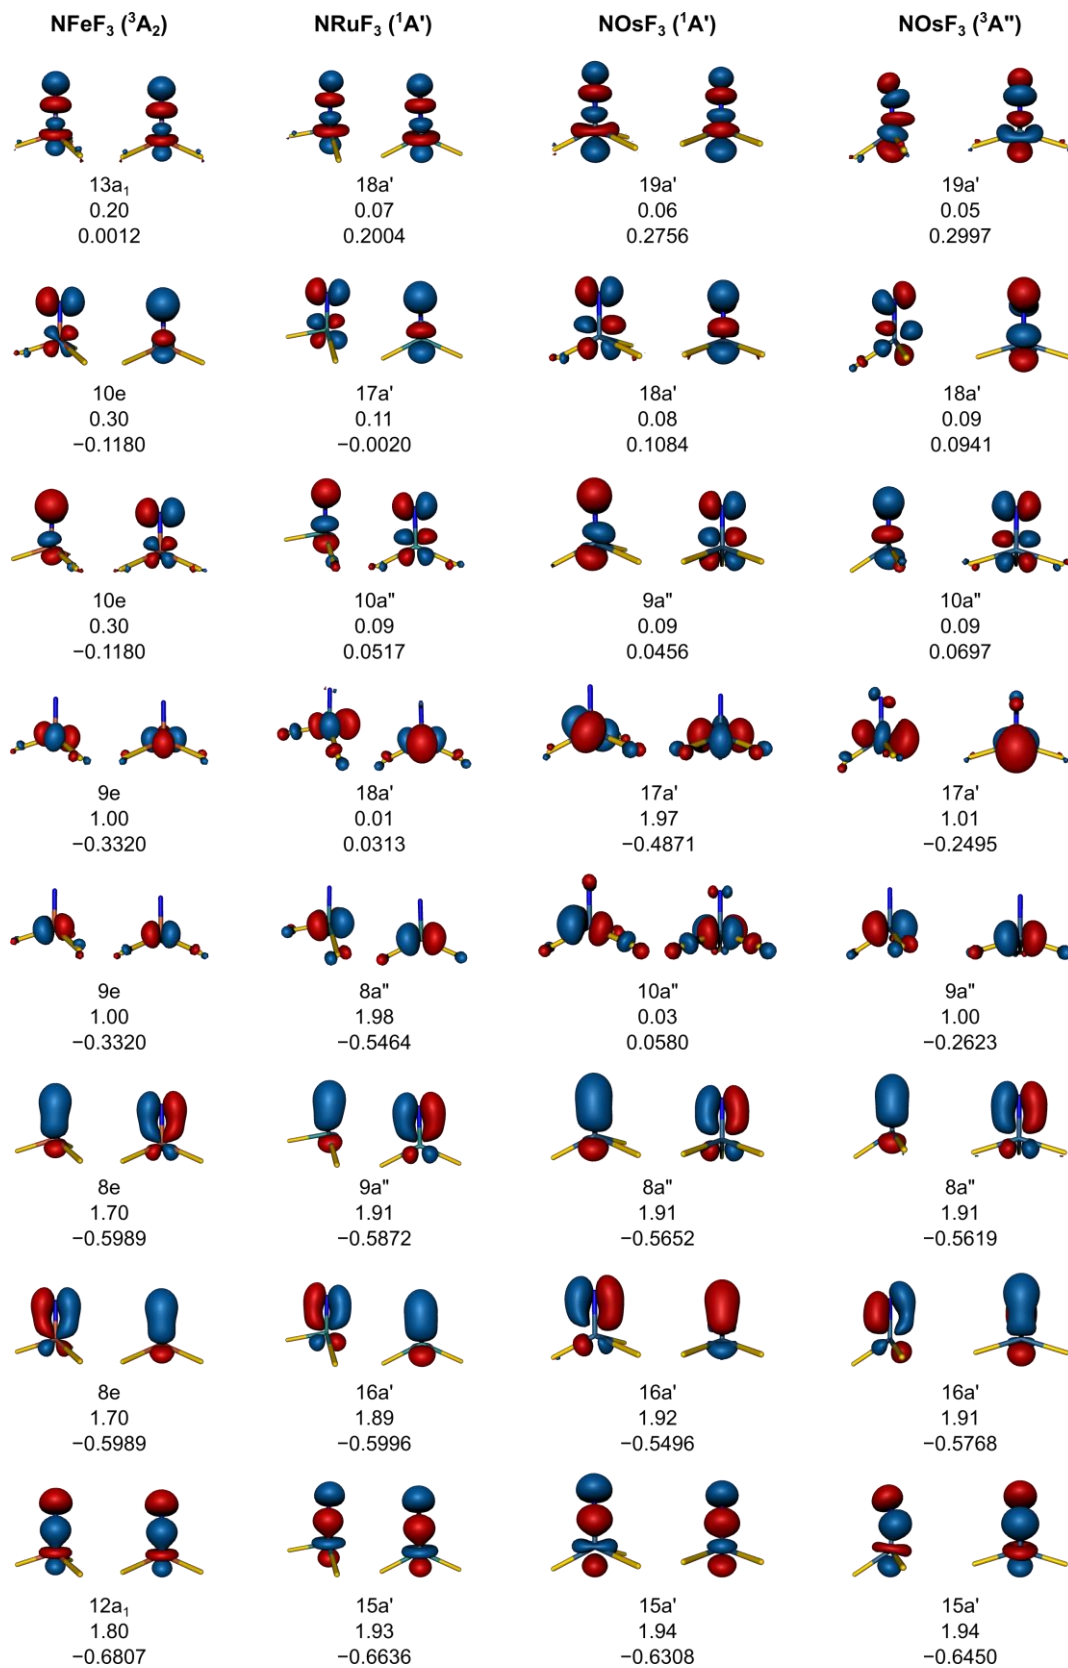 NFeF₃ (³A₂) NRuF₃ (¹A') NOsF₃ (¹A') NOsF₃ (³A")
13a₁ 18a' 19a' 19a'
0.20 0.07 0.06 0.05
0.0012 0.2004 0.2756 0.2997
10e 17a' 18a' 18a'
0.30 0.11 0.08 0.09
−0.1180 −0.0020 0.1084 0.0941
10e 10a" 9a" 10a"
0.30 0.09 0.09 0.09
−0.1180 0.0517 0.0456 0.0697
9e 18a' 17a' 17a'
1.00 0.01 1.97 1.01
−0.3320 0.0313 −0.4871 −0.2495
9e 8a" 10a" 9a"
1.00 1.98 0.03 1.00
−0.3320 −0.5464 0.0580 −0.2623
8e 9a" 8a" 8a"
1.70 1.91 1.91 1.91
−0.5989 −0.5872 −0.5652 −0.5619
8e 16a' 16a' 16a'
1.70 1.89 1.92 1.91
−0.5989 −0.5996 −0.5496 −0.5768
12a₁ 15a' 15a' 15a'
1.80 1.93 1.94 1.94
−0.6807 −0.6636 −0.6308 −0.6450